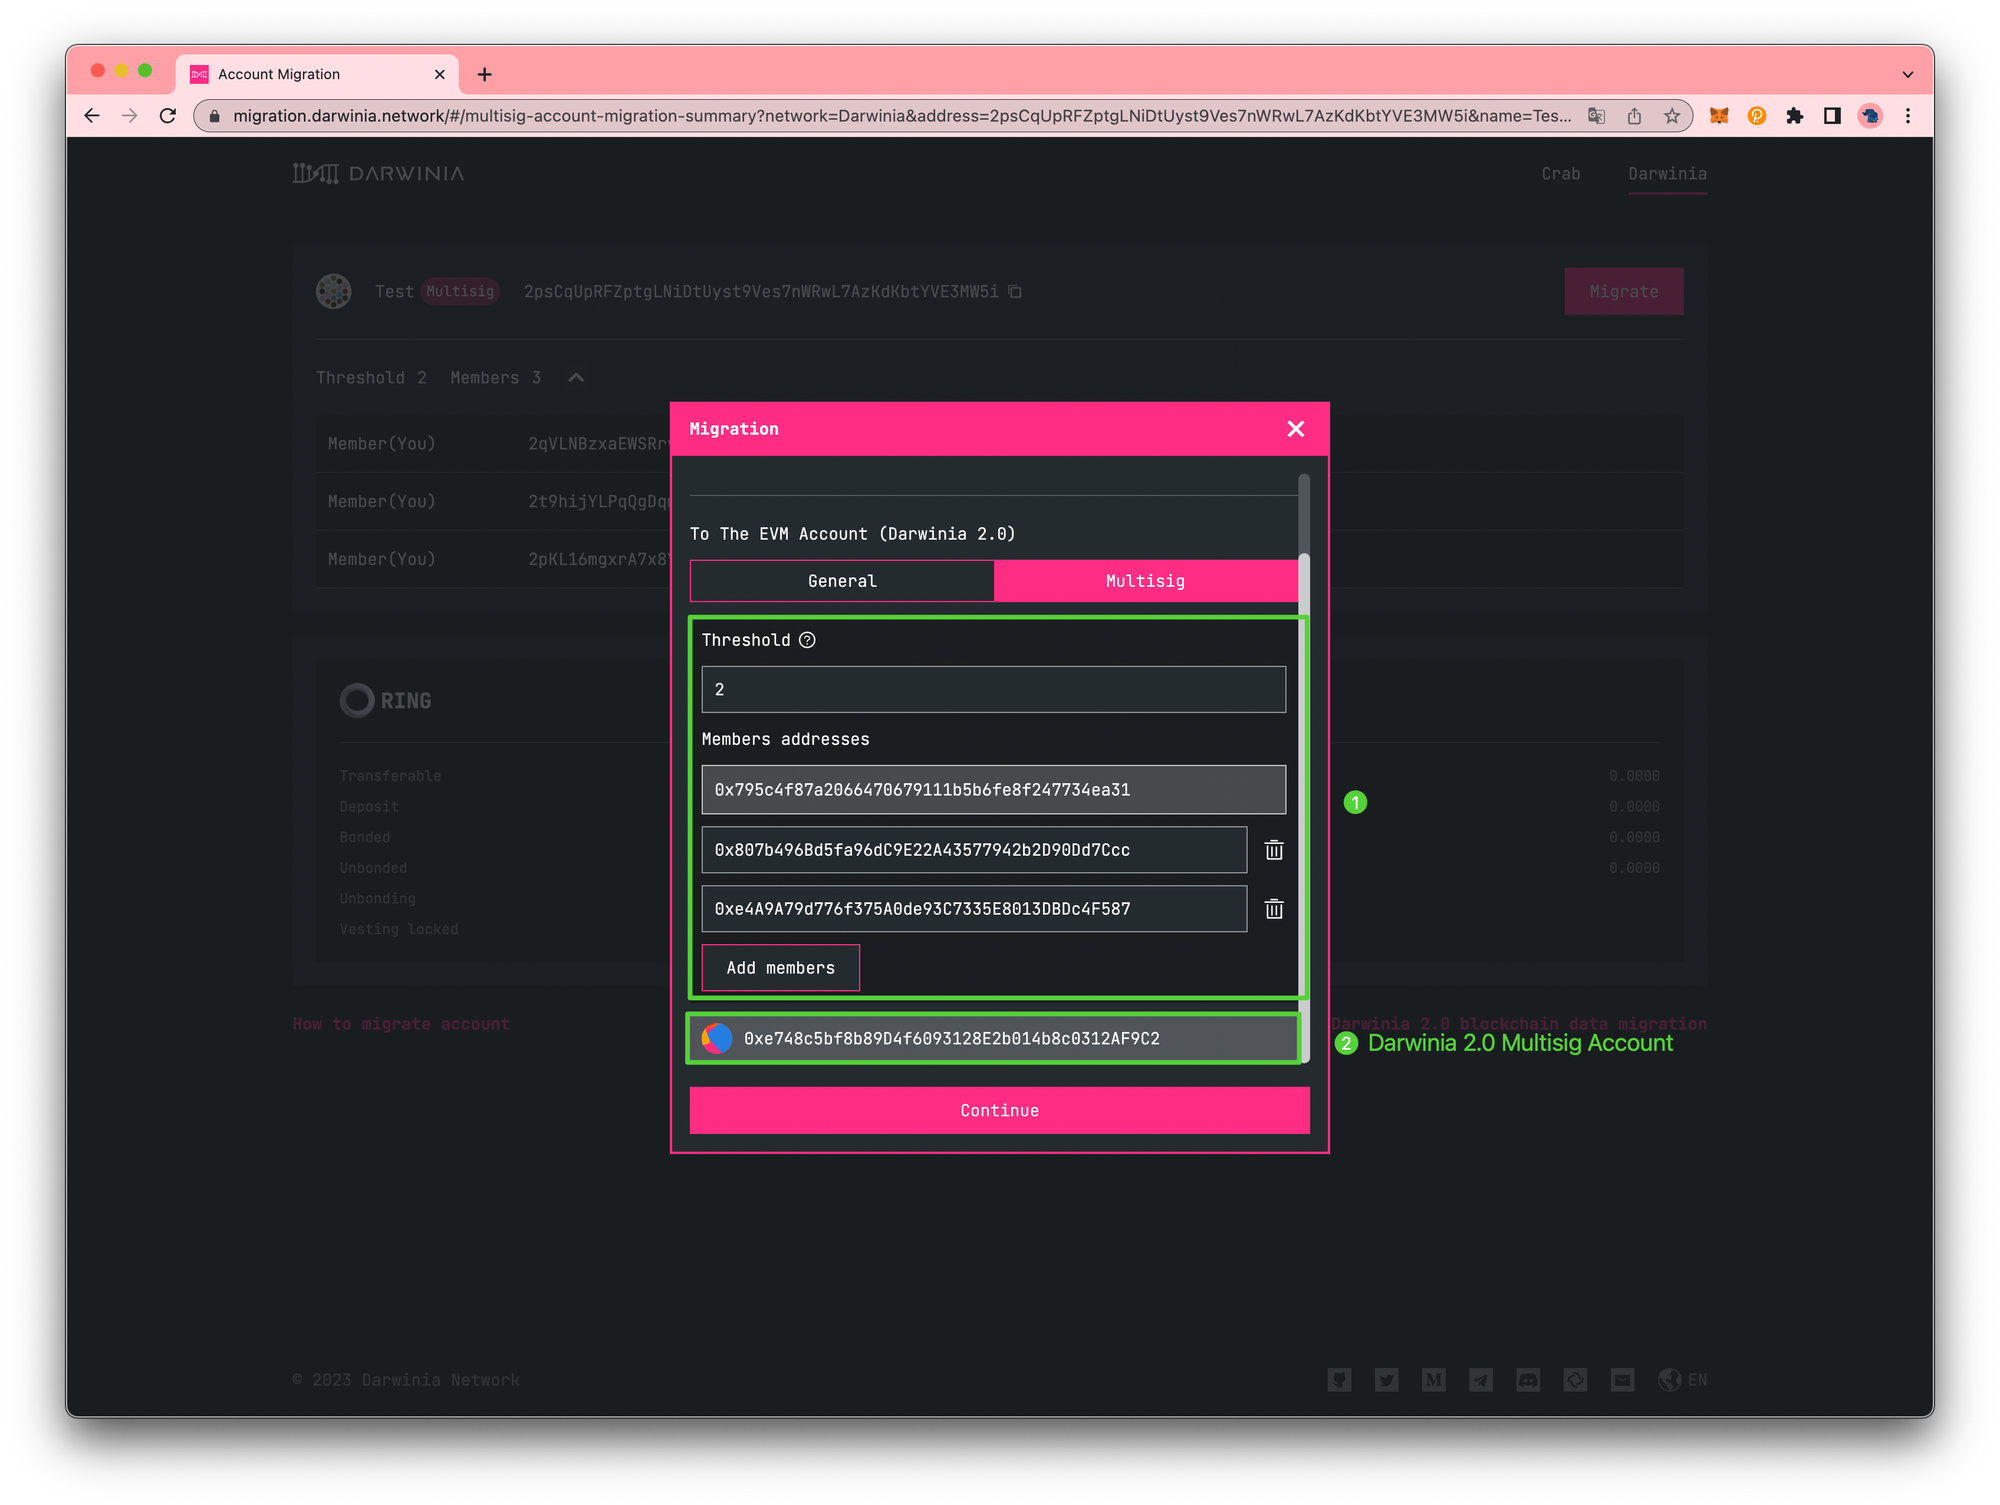 Account Migration
migration.darwinia.network/#/multisig-account-migration-summary?network=Darwinia&address=2psCqUpRFZptgLNiDtUyst9Ves7nWRwL7AzKdKbtYVE3MW5i&name=Tes...
DARWINIA
Crab Darwinia
Test Multisig 2psCqUpRFZptgLNiDtUyst9Ves7nWRwL7AzKdKbtYVE3MW5i
Migrate
Threshold 2 Members 3
Migration
Member(You) 2qVLNBzxaEWSRr
Member(You) 2t9hijYLPqQgDq
Member(You) 2pKL16mgxrA7x8
To The EVM Account (Darwinia 2.0)
General Multisig
Threshold ?
2
Members addresses
0x795c4f87a2066470679111b5b6fe8f247734ea31
0x807b496Bd5fa96dC9E22A43577942b2D90Dd7Ccc
0xe4A9A79d776f375A0de93C7335E8013DBDc4F587
Add members
1
0xe748c5bf8b89D4f6093128E2b014b8c0312AF9C2
2 Darwinia 2.0 Multisig Account
Continue
RING
Transferable 0.0000
Deposit 0.0000
Bonded 0.0000
Unbonded 0.0000
Unbonding
Vesting locked
How to migrate account
Darwinia 2.0 blockchain data migration
© 2023 Darwinia Network
EN